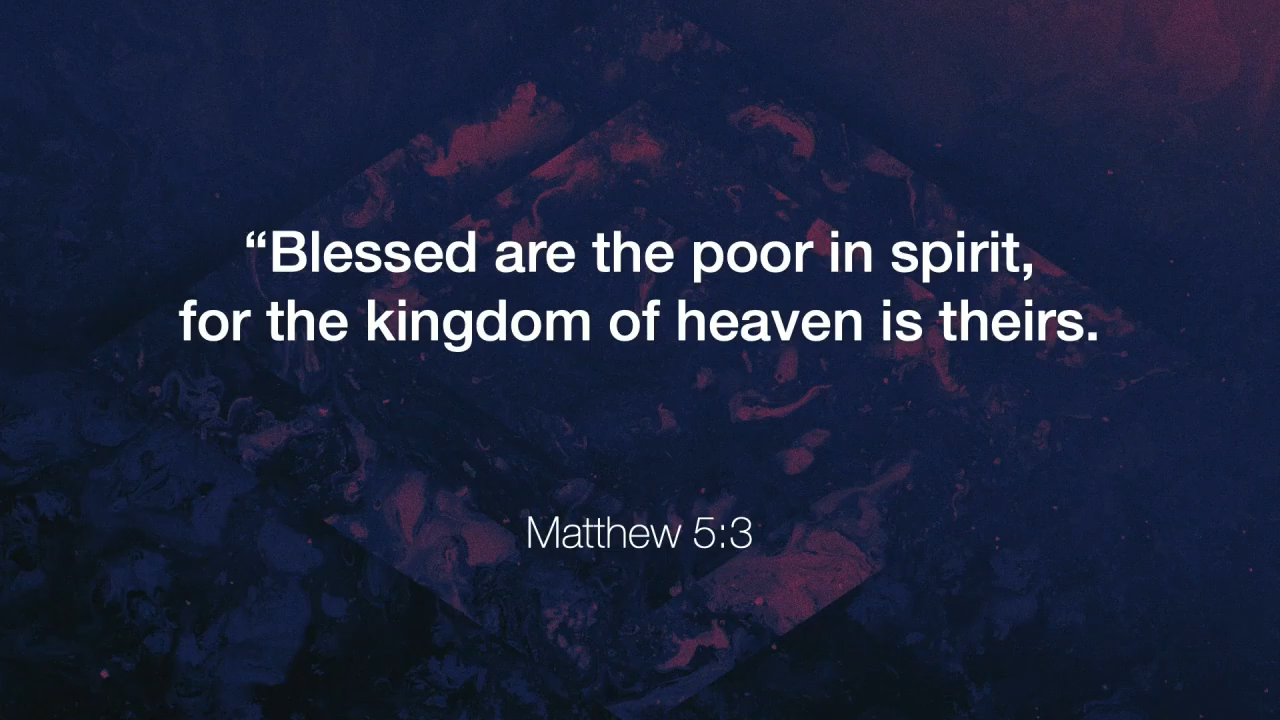 “Blessed are the poor in spirit,
for the kingdom of heaven is theirs.
Matthew 5:3